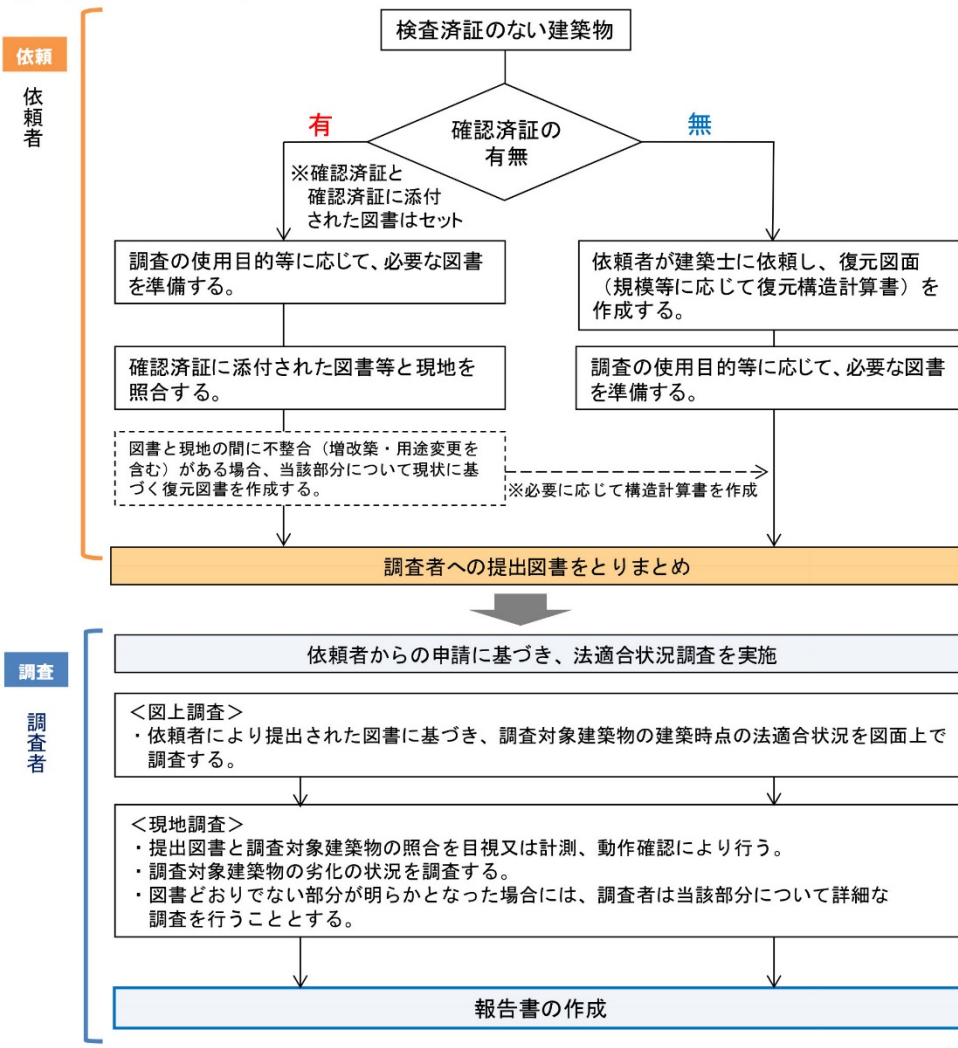 検査済証のない建築物
依頼
依頼者
確認済証の
有無
有
無
※確認済証と
確認済証に添付
された図書はセット
調査の使用目的等に応じて、必要な図書
を準備する。
依頼者が建築士に依頼し、復元図面
（規模等に応じて復元構造計算書）を
作成する。
確認済証に添付された図書等と現地を
照合する。
調査の使用目的等に応じて、必要な図書
を準備する。
図書と現地の間に不整合（増改築・用途変更を
含む）がある場合、当該部分について現状に基
づく復元図書を作成する。
※必要に応じて構造計算書を作成
調査者への提出図書をとりまとめ
調査
調査者
依頼者からの申請に基づき、法適合状況調査を実施
＜図上調査＞
・依頼者により提出された図書に基づき、調査対象建築物の建築時点の法適合状況を図面上で
調査する。
＜現地調査＞
・提出図書と調査対象建築物の照合を目視又は計測、動作確認により行う。
・調査対象建築物の劣化の状況を調査する。
・図書どおりでない部分が明らかとなった場合には、調査者は当該部分について詳細な
調査を行うこととする。
報告書の作成